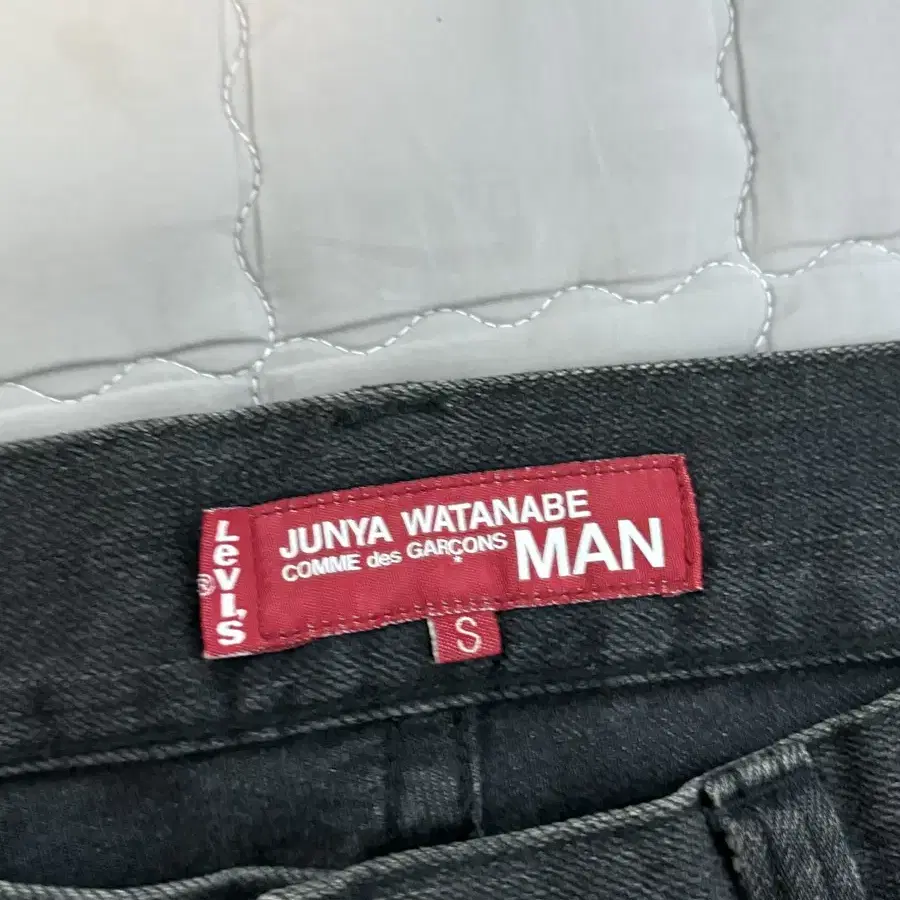 LEVI'S
®
JUNYA WATANABE
COMME des GARÇONS MAN
S